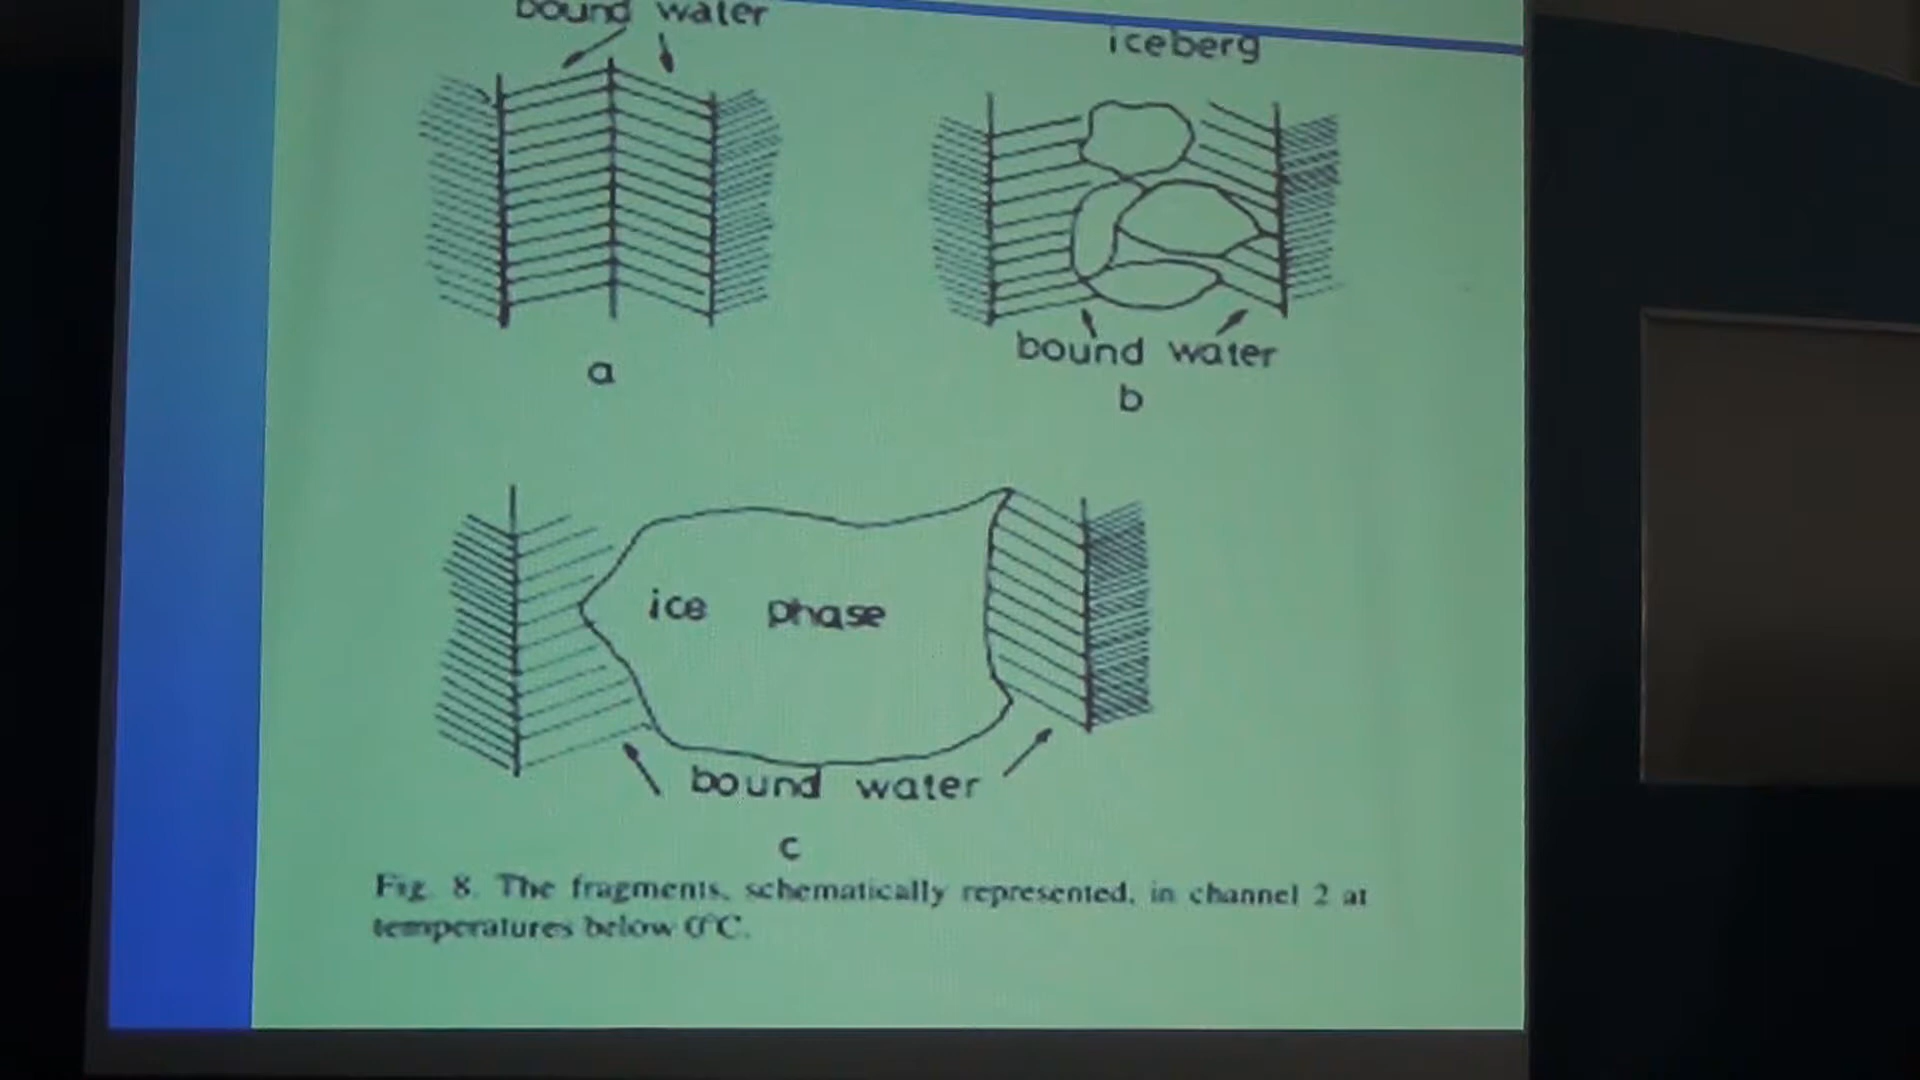 bound water
iceberg
a
bound water
b
ice phase
bound water
c
Fig. 8. The fragments, schematically represented, in channel 2 at
temperatures below 0°C.